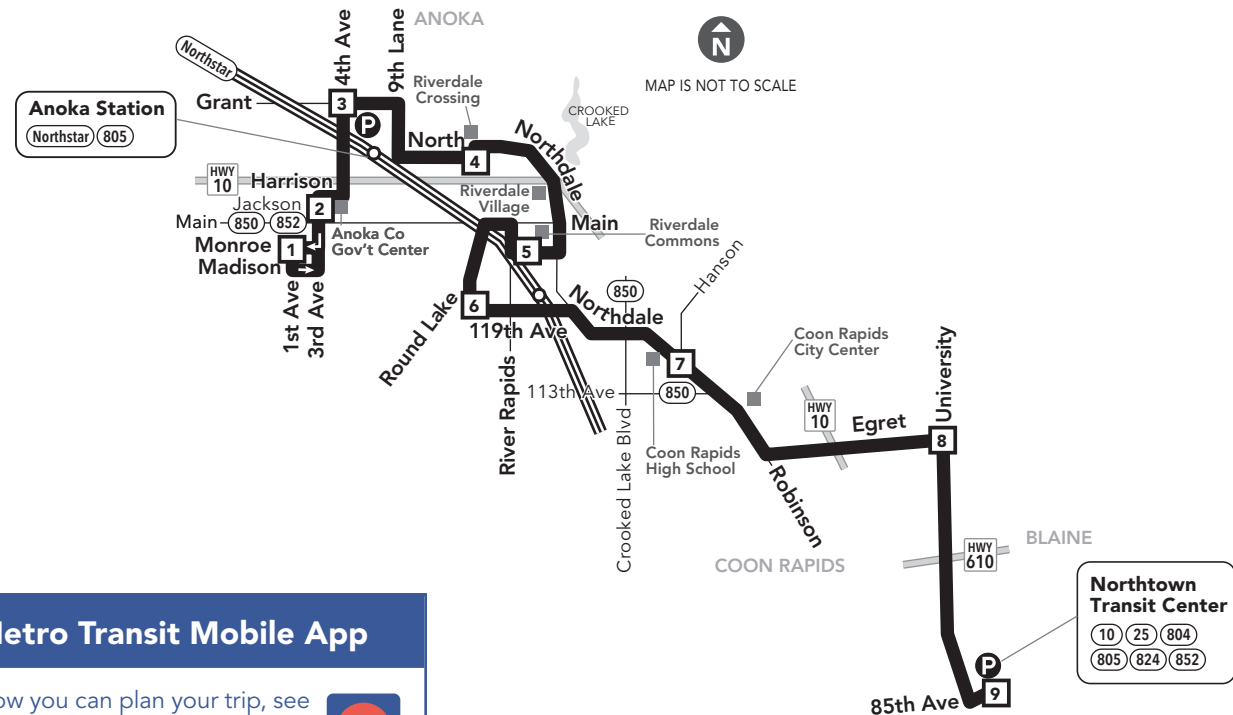 ANOKA
Northstar
4th Ave
9th Lane
N
MAP IS NOT TO SCALE
Riverdale
Crossing
Grant
3
P
Anoka Station
Northstar 805
CROOKED
LAKE
North
4
Northdale
HWY
10
Harrison
Jackson
2
Riverdale
Village
Main
850 852
Main
Riverdale
Commons
Anoka Co
Gov't Center
Monroe
1
Madison
5
1st Ave
3rd Ave
Hanson
850
Round Lake
6
119th Ave
Northdale
River Rapids
Coon Rapids
City Center
7
113th Ave
850
Crooked Lake Blvd
Coon Rapids
High School
HWY
10
Egret
University
8
Robinson
COON RAPIDS
HWY
610
BLAINE
Northtown
Transit Center
10 25 804
805 824 852
P
85th Ave
9
etro Transit Mobile App
ow you can plan your trip, see